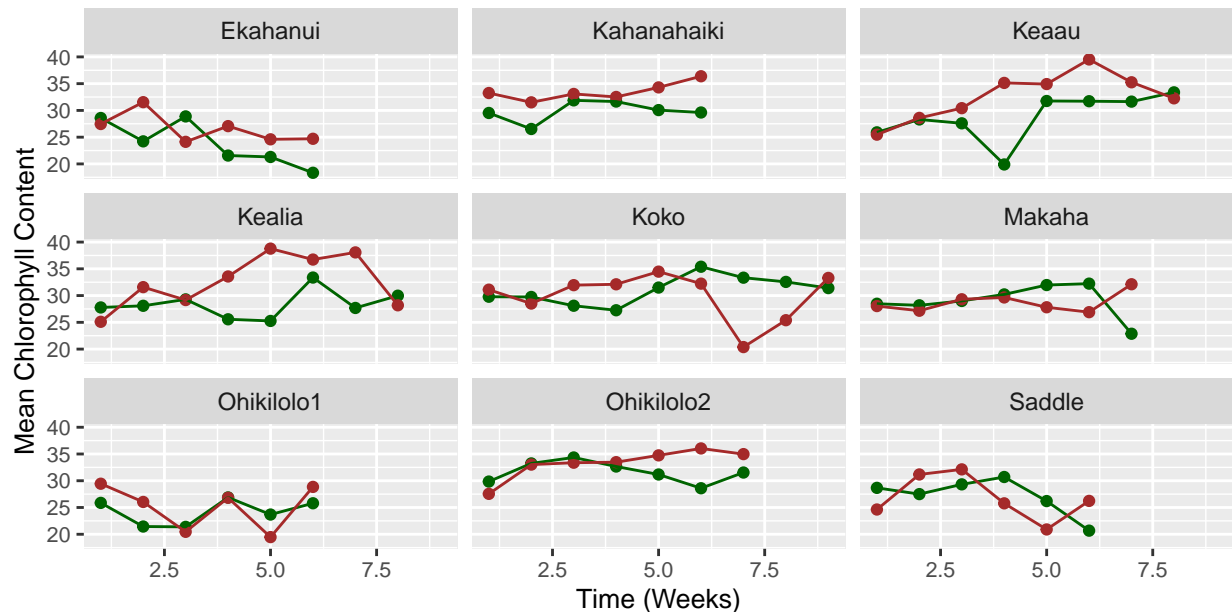 Ekahanui Kahanahaiki Keaau
40
35
30
25
20
Kealia Koko Makaha
40
35
30
25
20
Ohikilolo1 Ohikilolo2 Saddle
40
35
30
25
20
2.5 5.0 7.5 2.5 5.0 7.5 2.5 5.0 7.5
Time (Weeks)
Mean Chlorophyll Content